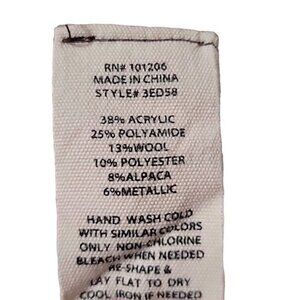 RN# 101206
MADE IN CHINA
STYLE# 3ED58
38% ACRYLIC
25% POLYAMIDE
13%WOOL
10% POLYESTER
8%ALPACA
6%METALLIC
HAND WASH COLD
WITH SIMILAR COLORS
ONLY NON-CHLORINE
BLEACH WHEN NEEDED
RE-SHAPE &
LAY FLAT TO DRY
COOL IRON IF NEEDED